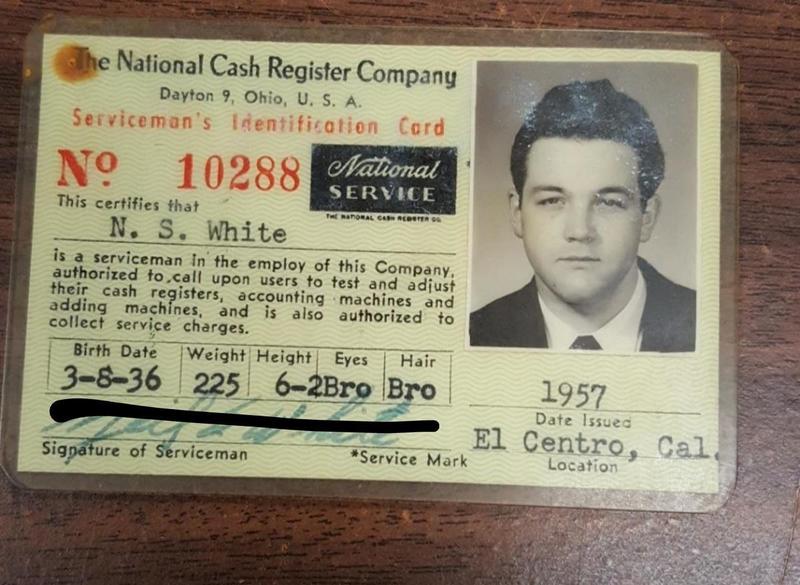 The National Cash Register Company
Dayton 9, Ohio, U. S. A.
Serviceman's Identification Card
No 10288
National
SERVICE
THE NATIONAL CASH REGISTER CO.
This certifies that
N. S. White
is a serviceman in the employ of this Company,
authorized to call upon users to test and adjust
their cash registers, accounting machines and
adding machines, and is also authorized to
collect service charges.
Birth Date Weight Height Eyes Hair
3-8-36 225 6-2 Bro Bro
Signature of Serviceman
*Service Mark
1957
Date Issued
El Centro, Cal.
Location